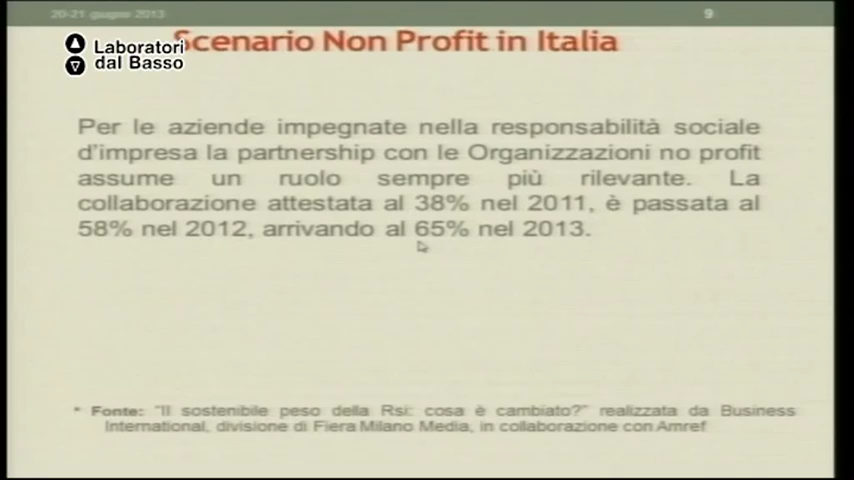 20-21 giugno 2013
9
Scenario Non Profit in Italia
Laboratori
dal Basso
Per le aziende impegnate nella responsabilità sociale
d'impresa la partnership con le Organizzazioni no profit
assume un ruolo sempre più rilevante. La
collaborazione attestata al 38% nel 2011, è passata al
58% nel 2012, arrivando al 65% nel 2013.
* Fonte: "Il sostenibile peso della Rsi: cosa è cambiato?" realizzata da Business
International, divisione di Fiera Milano Media, in collaborazione con Amref